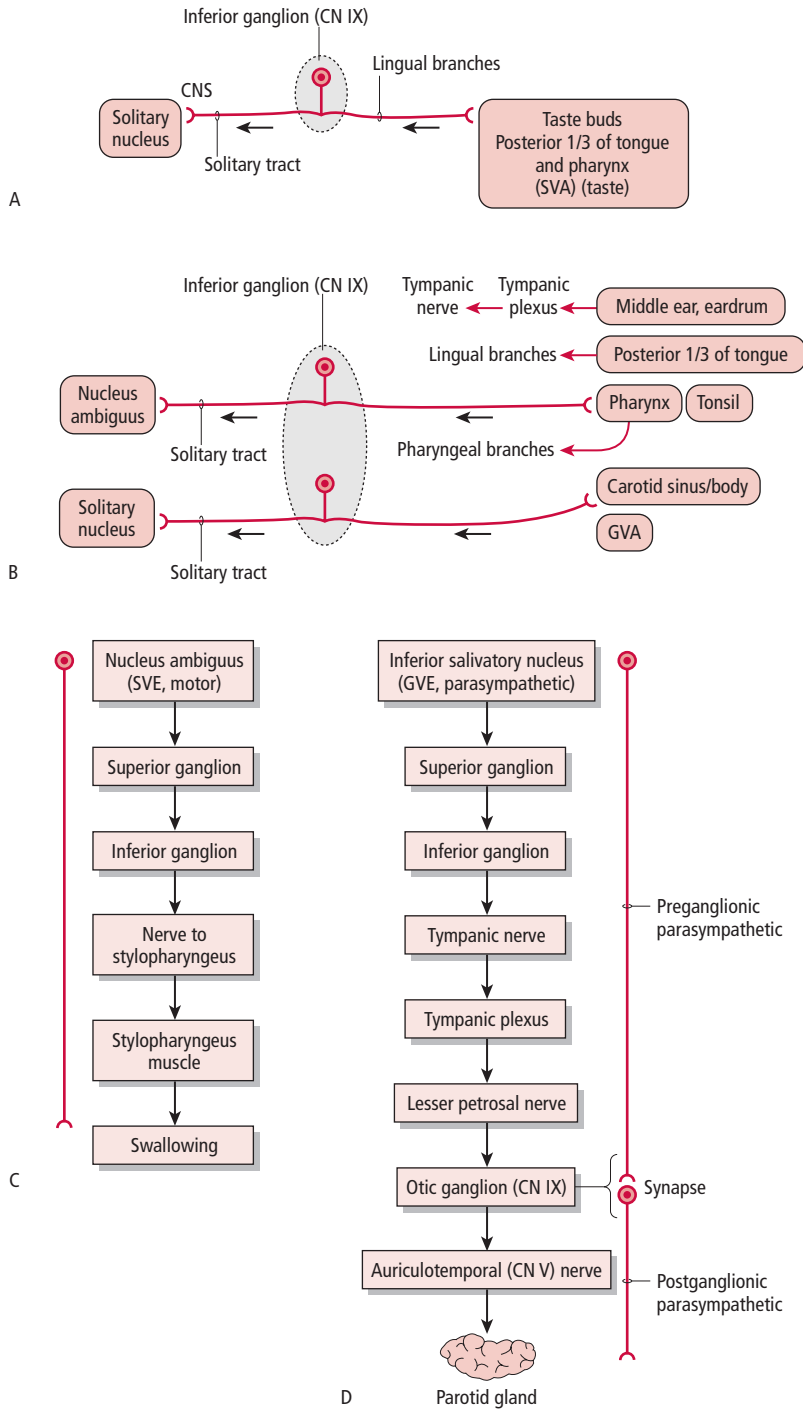 Inferior ganglion (CN IX)
Lingual branches
CNS
Solitary
nucleus
Solitary tract
Taste buds
Posterior 1/3 of tongue
and pharynx
(SVA) (taste)
A
Inferior ganglion (CN IX)
Tympanic
nerve
Tympanic
plexus
Middle ear, eardrum
Lingual branches
Posterior 1/3 of tongue
Nucleus
ambiguus
Solitary tract
Pharynx
Tonsil
Pharyngeal branches
Carotid sinus/body
Solitary
nucleus
GVA
Solitary tract
B
Nucleus ambiguus
(SVE, motor)
Superior ganglion
Inferior ganglion
Nerve to
stylopharyngeus
Stylopharyngeus
muscle
Swallowing
C
Inferior salivatory nucleus
(GVE, parasympathetic)
Superior ganglion
Inferior ganglion
Tympanic nerve
Tympanic plexus
Lesser petrosal nerve
Otic ganglion (CN IX)
Auriculotemporal (CN V) nerve
Parotid gland
Preganglionic
parasympathetic
Synapse
Postganglionic
parasympathetic
D